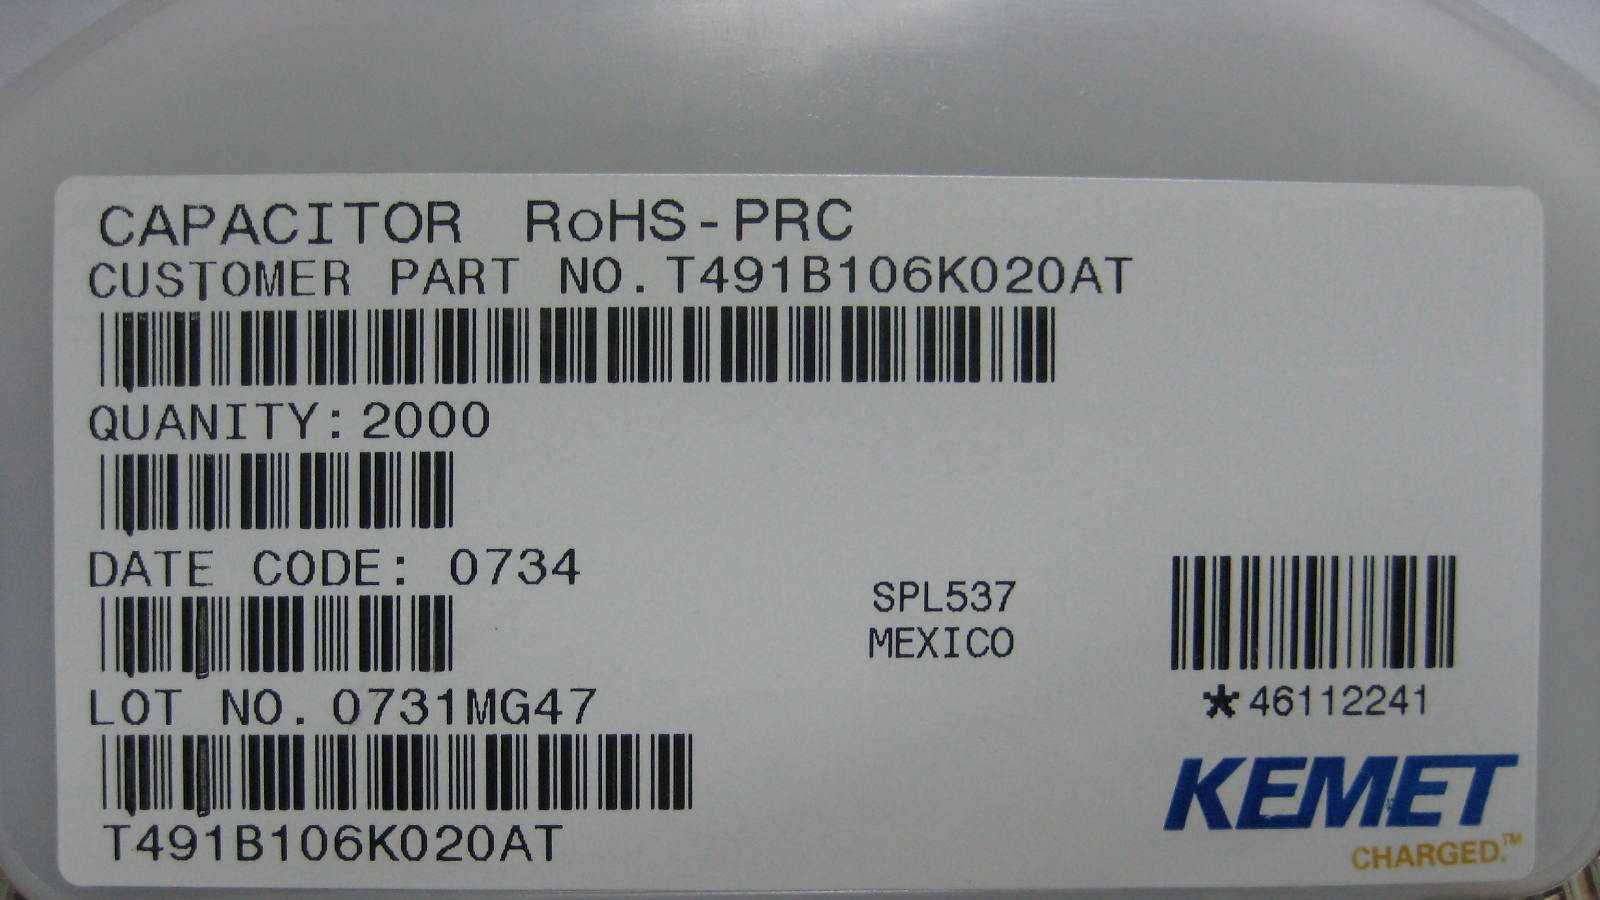 CAPACITOR RoHS-PRC
CUSTOMER PART NO.T491B106K020AT
QUANITY:2000
DATE CODE: 0734
LOT NO.0731MG47
T491B106K020AT
SPL537
MEXICO
*46112241
KEMET
CHARGED.™